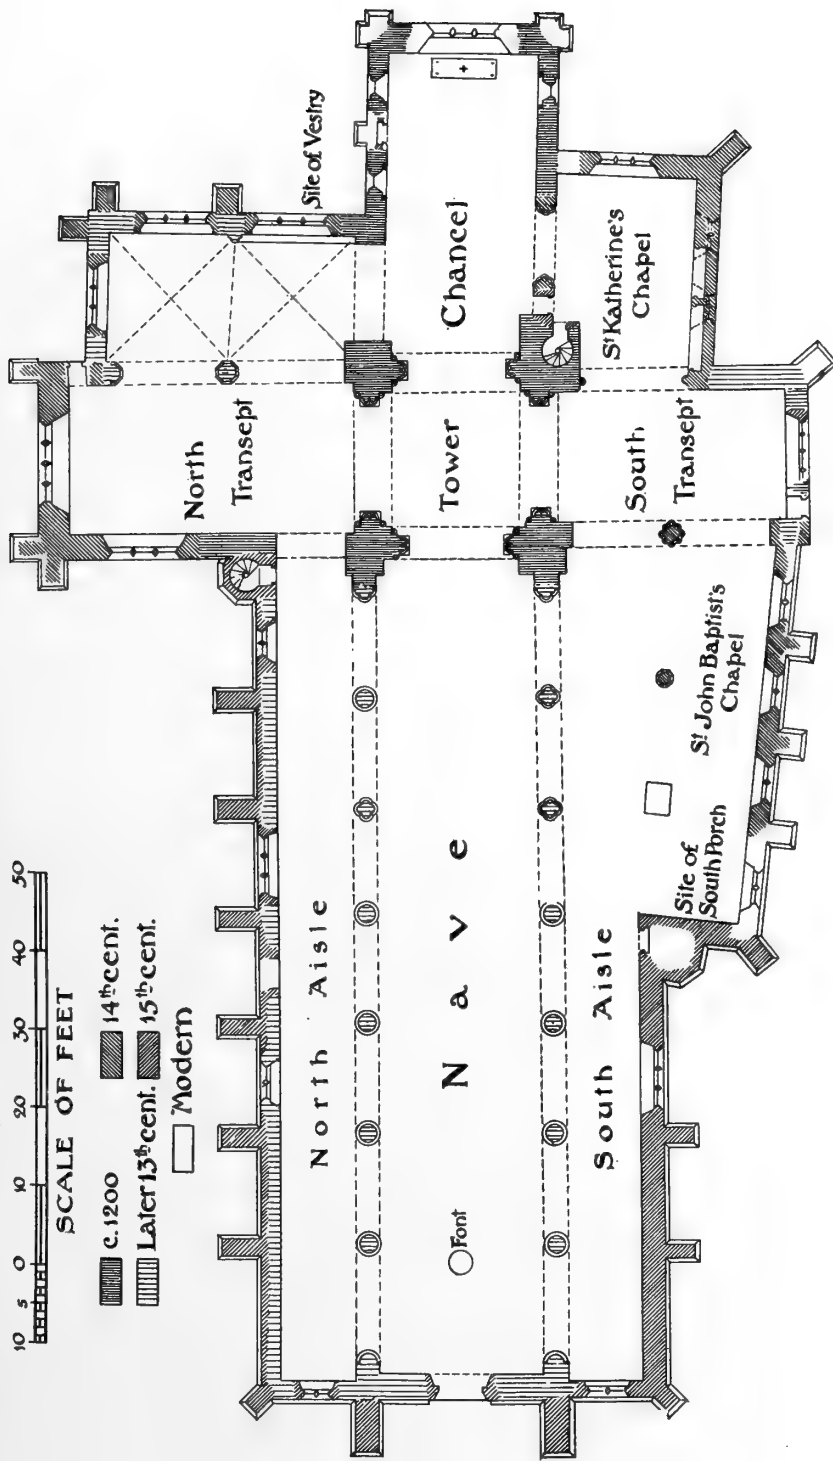 10 5 0 10 20 30 40 50
SCALE OF FEET
c.1200
14th cent.
Later 13th cent.
15th cent.
Modern
North
Transept
Site of Vestry
North Aisle
Nave
Tower
Chancel
Font
South Aisle
South
Transept
St Katherine's
Chapel
Site of
South Porch
St John Baptist's
Chapel